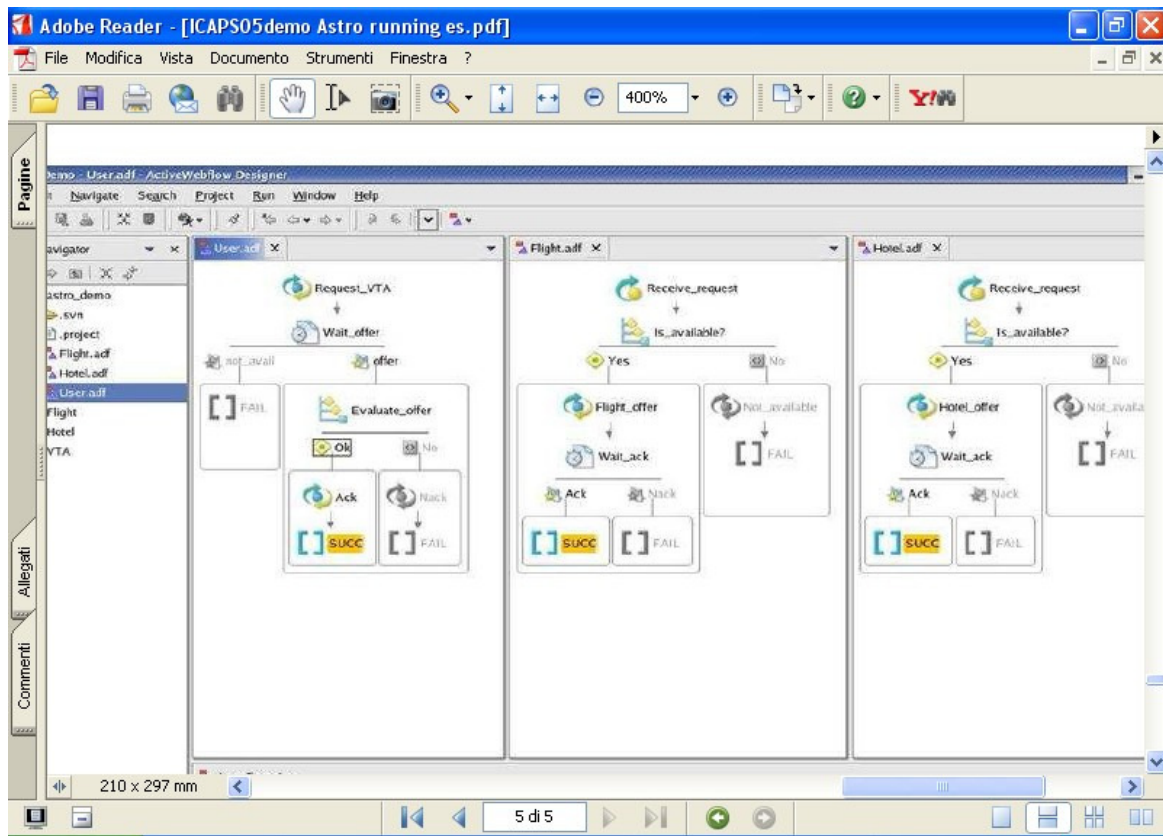 Adobe Reader - [ICAPS05demo Astro running es.pdf]
File Modifica Vista Documento Strumenti Finestra ?
400%
Y!
Pagine
Allegati
Commenti
Demo - User.adf - ActiveWebflow Designer
Navigate Search Project Run Window Help
avigator
astro_demo
.svn
.project
Flight.adf
Hotel.adf
User.adf
Flight
Hotel
VTA
User.adf
Request_VTA
Wait_offer
not_avail offer
FAIL
Evaluate_offer
Ok No
Ack Nack
SUCC FAIL
Flight.adf
Receive_request
Is_available?
Yes No
Flight_offer Not_available
Wait_ack FAIL
Ack Nack
SUCC FAIL
Hotel.adf
Receive_request
Is_available?
Yes No
Hotel_offer Not_availa
Wait_ack FAIL
Ack Nack
SUCC FAIL
210 x 297 mm
5 di 5